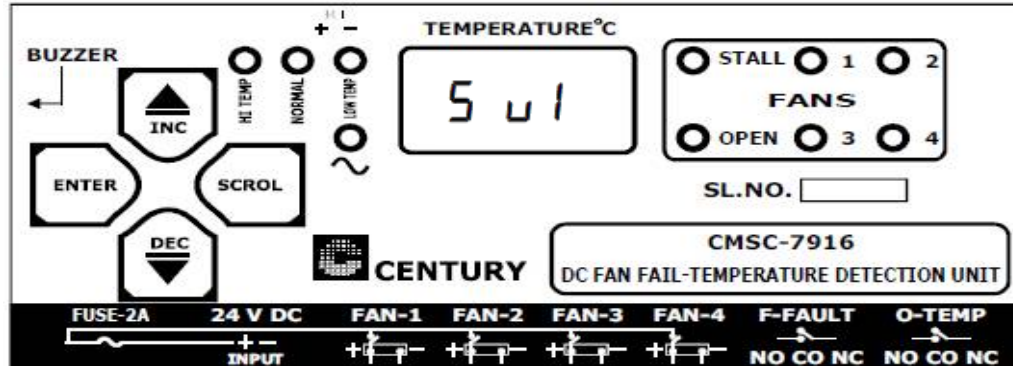 BUZZER
+ -
TEMPERATURE°C
HI TEMP
NORMAL
LOW TEMP
5 u1
STALL 1 2
FANS
OPEN 3 4
INC
ENTER
SCROL
DEC
SL.NO.
CENTURY
CMSC-7916
DC FAN FAIL-TEMPERATURE DETECTION UNIT
FUSE-2A 24 V DC FAN-1 FAN-2 FAN-3 FAN-4 F-FAULT O-TEMP
+ - + - + - + - + -
INPUT NO CO NC NO CO NC